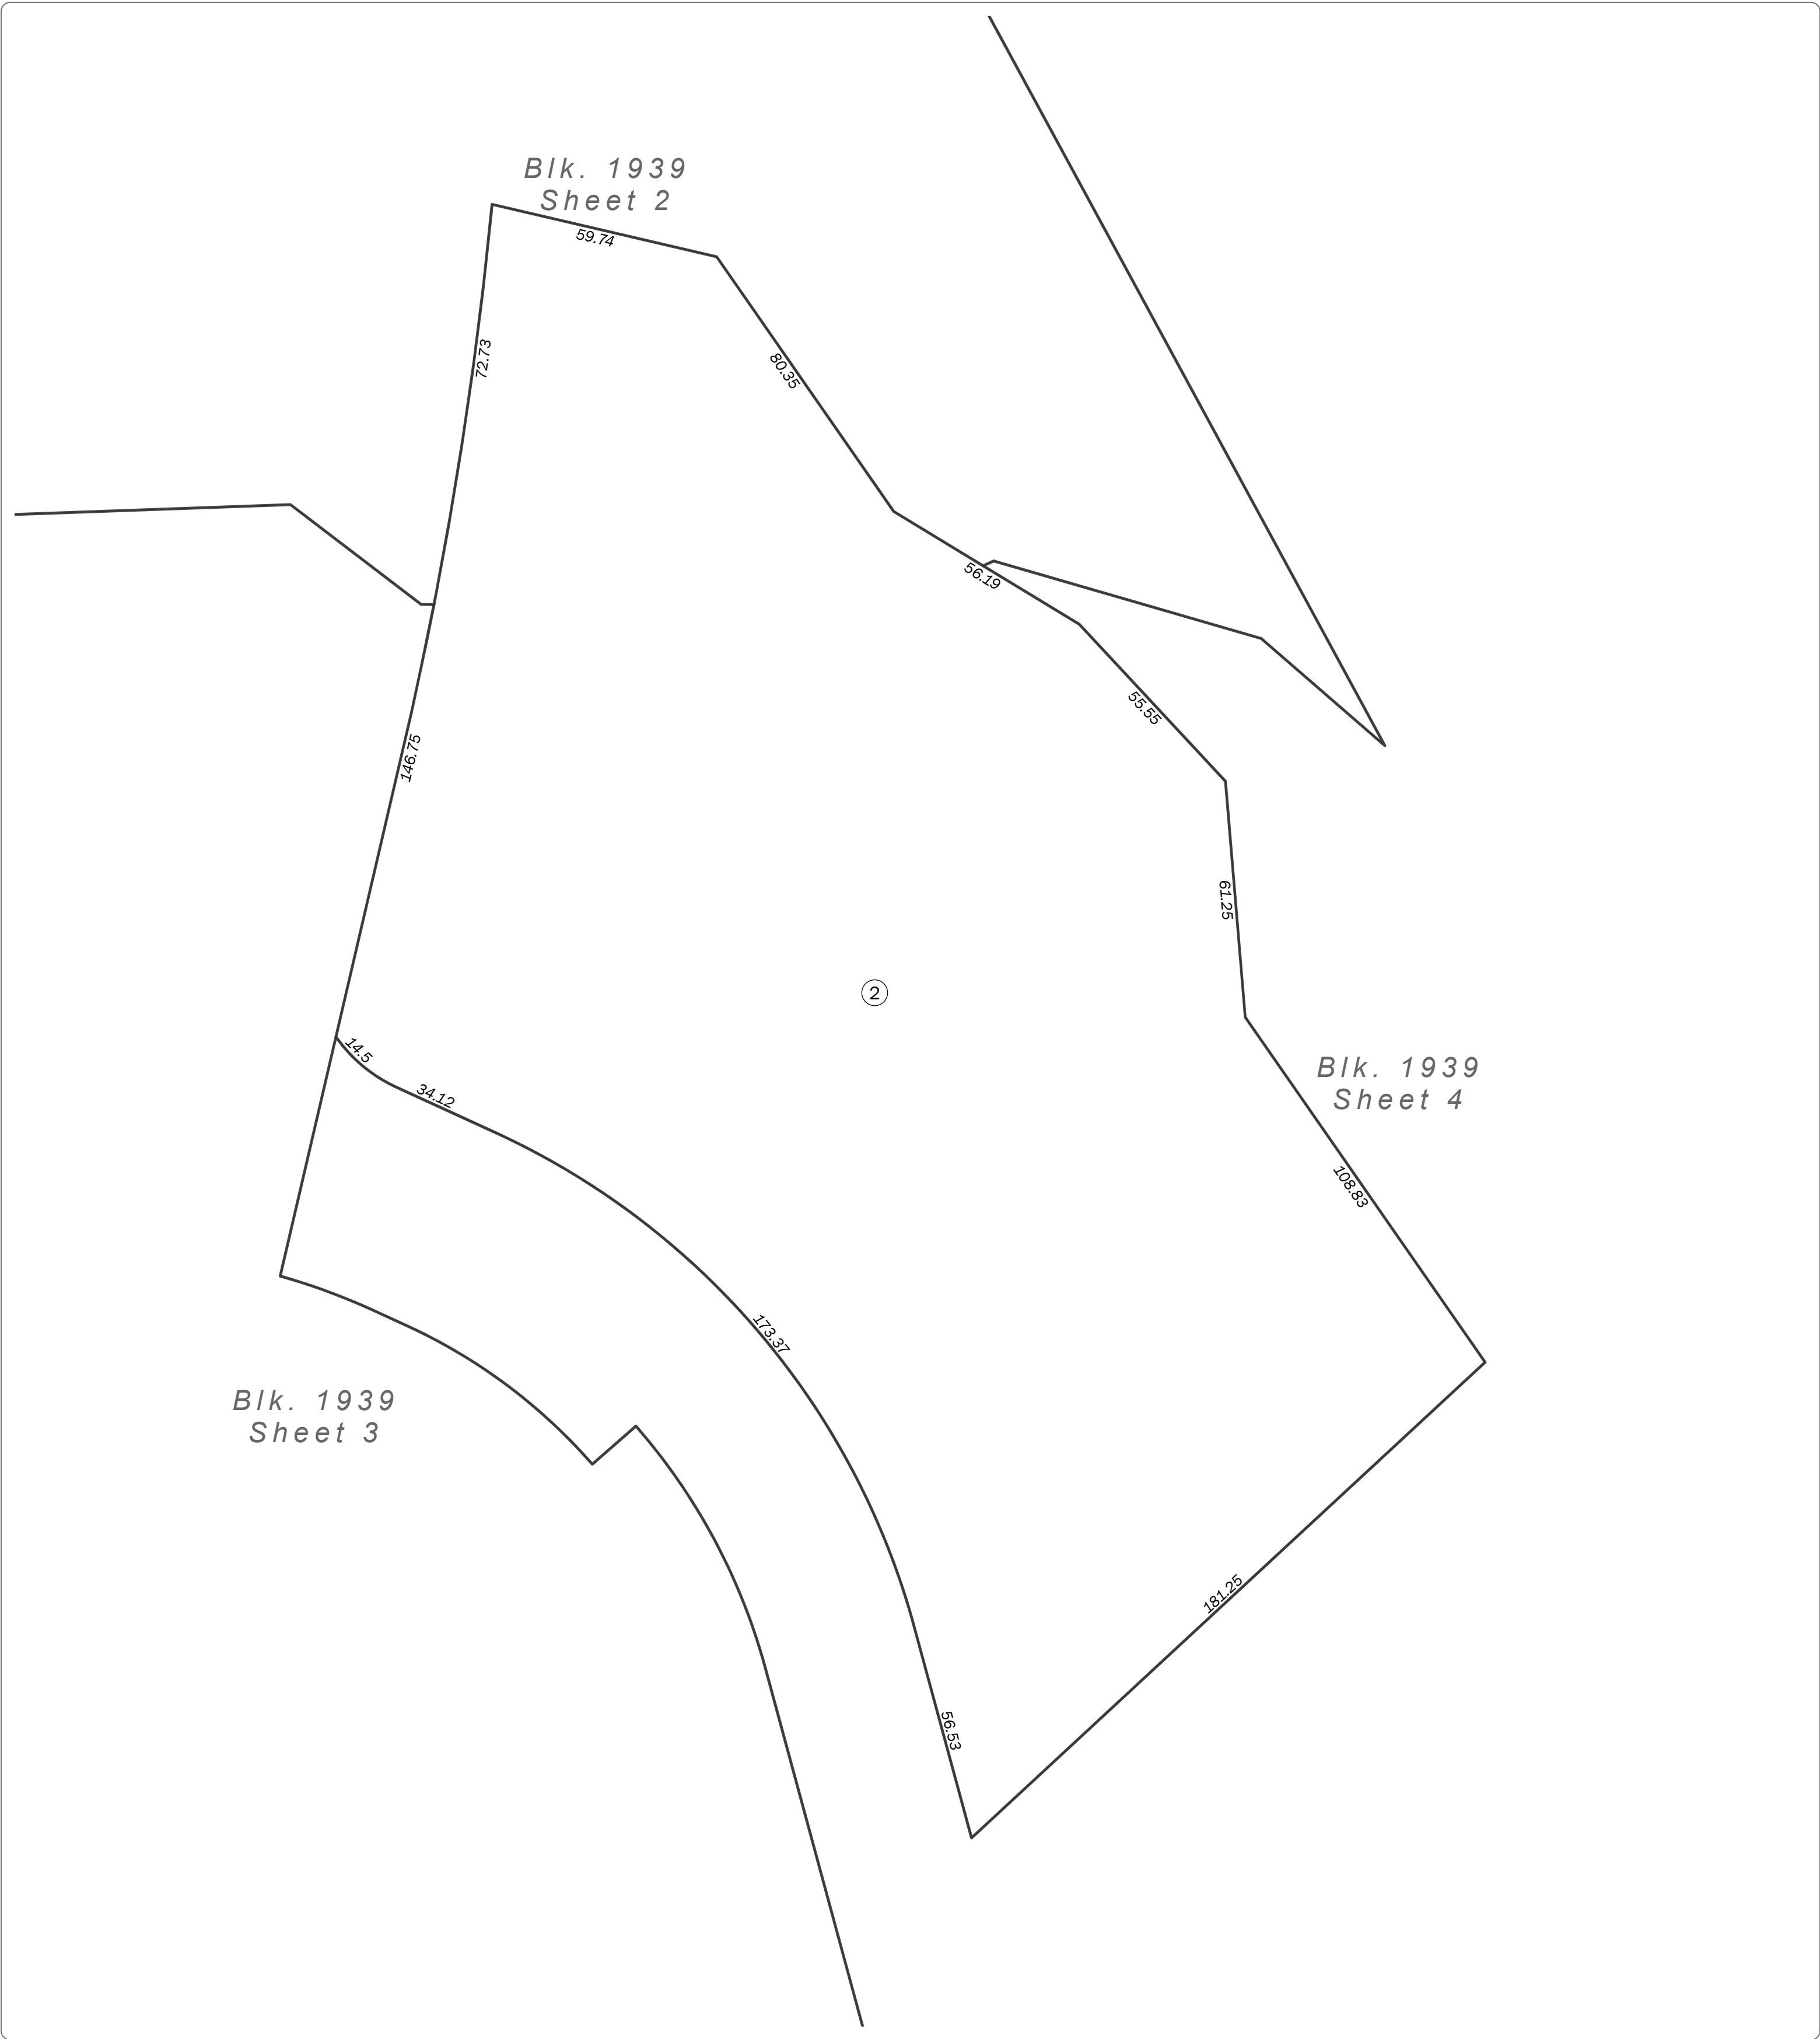 Blk. 1939
Sheet 2
59.74
72.73
80.35
56.19
55.55
146.75
61.25
2
14.5
34.12
Blk. 1939
Sheet 4
108.83
173.37
Blk. 1939
Sheet 3
181.25
56.53